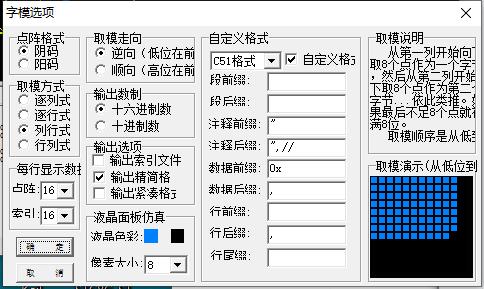 字模选项
点阵格式
阴码
阳码
取模方式
逐列式
逐行式
列行式
行列式
每行显示数据
点阵: 16
索引: 16
确 定
取 消
取模走向
逆向(低位在前
顺向(高位在前
输出数制
十六进制数
十进制数
输出选项
输出索引文件
输出精简格
输出紧凑格式
液晶面板仿真
液晶色彩:
像素大小: 8
自定义格式
C51格式
自定义格式
段前缀:
段后缀:
注释前缀: "
注释后缀: ",//
数据前缀: 0x
数据后缀: ,
行前缀:
行后缀: ,
行尾缀:
取模说明
从第一列开始向下
取8个点作为一个字节
,然后从第二列开始
下取8个点作为第二
字节...依此类推。如
果最后不足8个点就补
满8位。
取模顺序是从低到
取模演示(从低位到